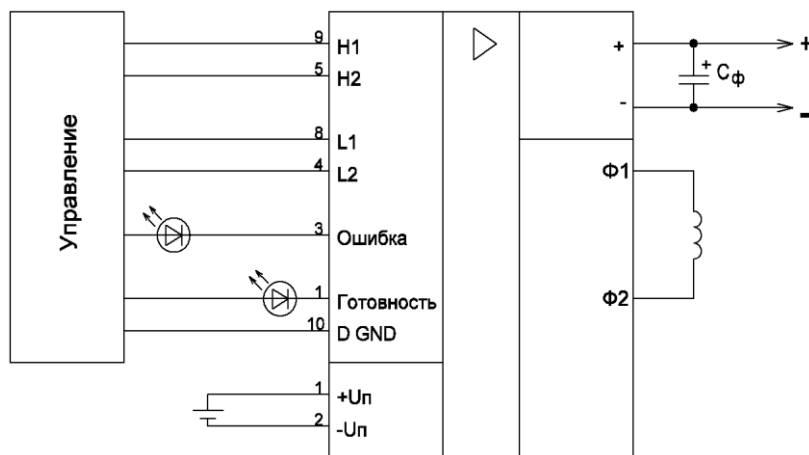 Управление
9 H1
5 H2
8 L1
4 L2
3 Ошибка
1 Готовность
10 D GND
1 +Uп
2 -Uп
+
-
+ Cф
+
-
Ф1
Ф2